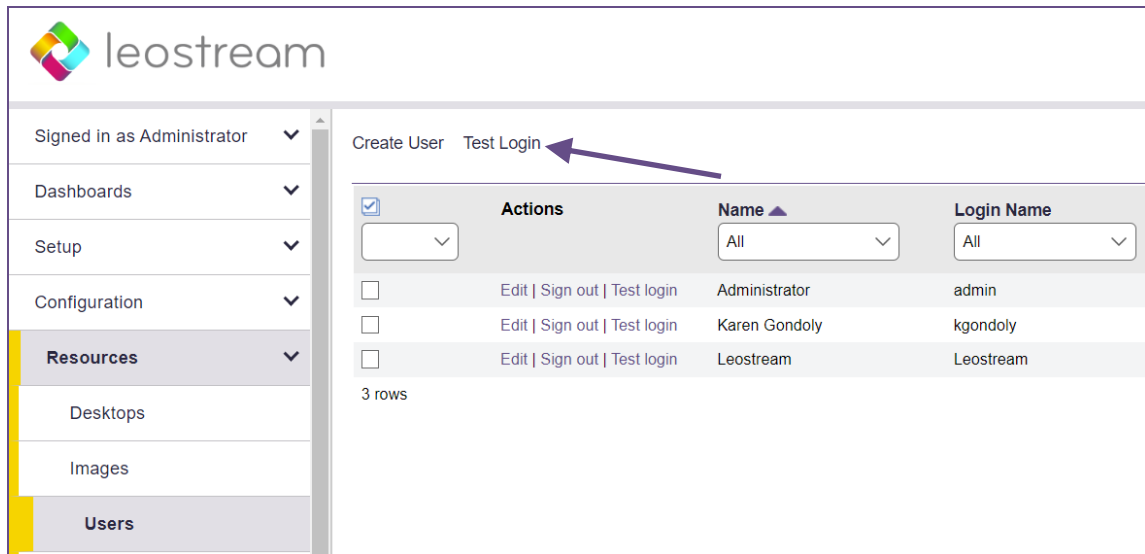 leostream
Signed in as Administrator
Dashboards
Setup
Configuration
Resources
Desktops
Images
Users
Create User Test Login
Actions Name Login Name
All All
Edit | Sign out | Test login Administrator admin
Edit | Sign out | Test login Karen Gondoly kgondoly
Edit | Sign out | Test login Leostream Leostream
3 rows